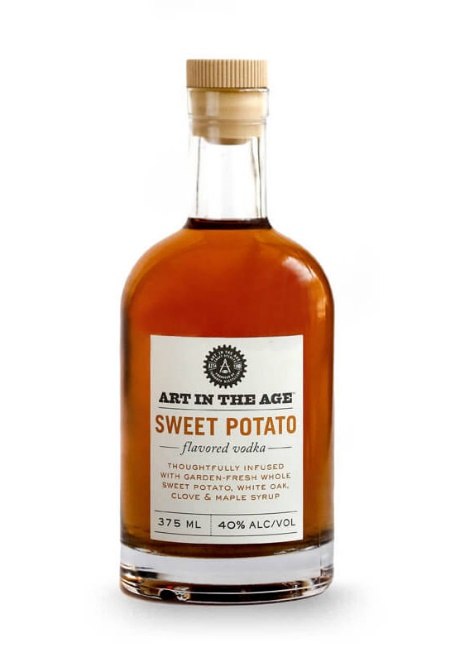 ART IN THE AGE
SWEET POTATO
flavored vodka
THOUGHTFULLY INFUSED
WITH GARDEN-FRESH WHOLE
SWEET POTATO, WHITE OAK,
CLOVE & MAPLE SYRUP
375 ML 40% ALC/VOL